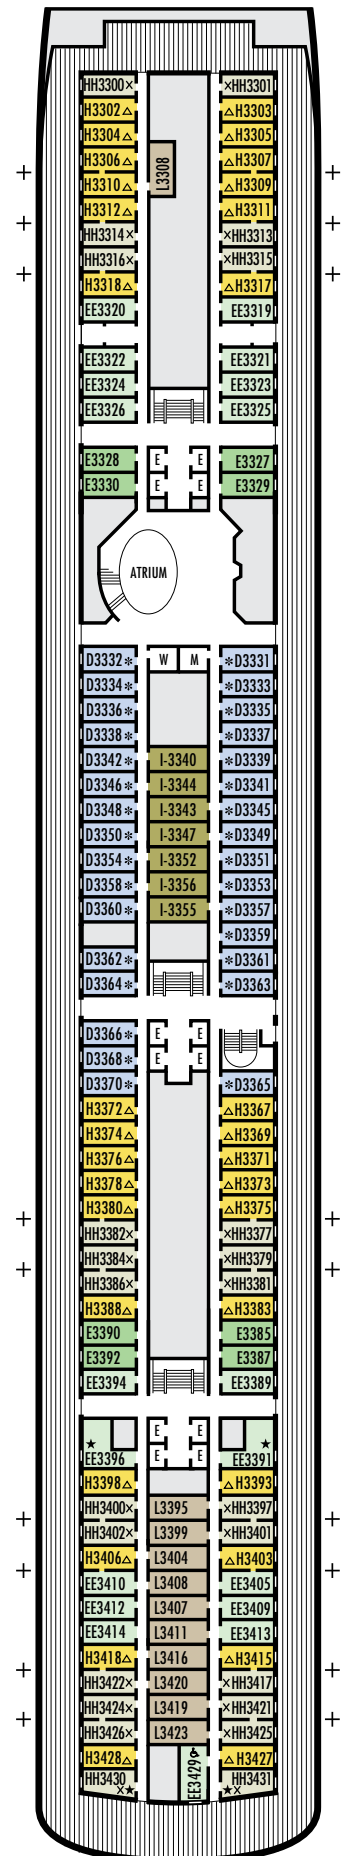 HH3300× ×HH3301
H3302△ △H3303
H3304△ △H3305
H3306△ L3308 △H3307
H3310△ △H3309
H3312△ △H3311
HH3314× ×HH3313
HH3316× ×HH3315
H3318△ △H3317
EE3320 EE3319
EE3322 EE3321
EE3324 EE3323
EE3326 EE3325
E3328 E E E3327
E3330 E E E3329
ATRIUM
D3332* W M *D3331
D3334* *D3333
D3336* *D3335
D3338* *D3337
D3342* I-3340 *D3339
D3346* I-3344 *D3341
D3348* I-3343 *D3345
D3350* I-3347 *D3349
D3354* I-3352 *D3351
D3358* I-3356 *D3353
D3360* I-3355 *D3357
*D3359
D3362* *D3361
D3364* *D3363
D3366* E E
D3368* E E
D3370* *D3365
H3372△ △H3367
H3374△ △H3369
H3376△ △H3371
H3378△ △H3373
H3380△ △H3375
HH3382× ×HH3377
HH3384× ×HH3379
HH3386× ×HH3381
H3388△ △H3383
E3390 E3385
E3392 E3387
EE3394 EE3389
E E
★ E E ★
EE3396 EE3391
H3398△ △H3393
HH3400× L3395 ×HH3397
HH3402× L3399 ×HH3401
H3406△ L3404 △H3403
EE3410 L3408 EE3405
EE3412 L3407 EE3409
EE3414 L3411 EE3413
H3418△ L3416 △H3415
HH3422× L3420 ×HH3417
HH3424× L3419 ×HH3421
HH3426× L3423 ×HH3425
H3428△ EE3429 △H3427
HH3430 HH3431
×★ ★×